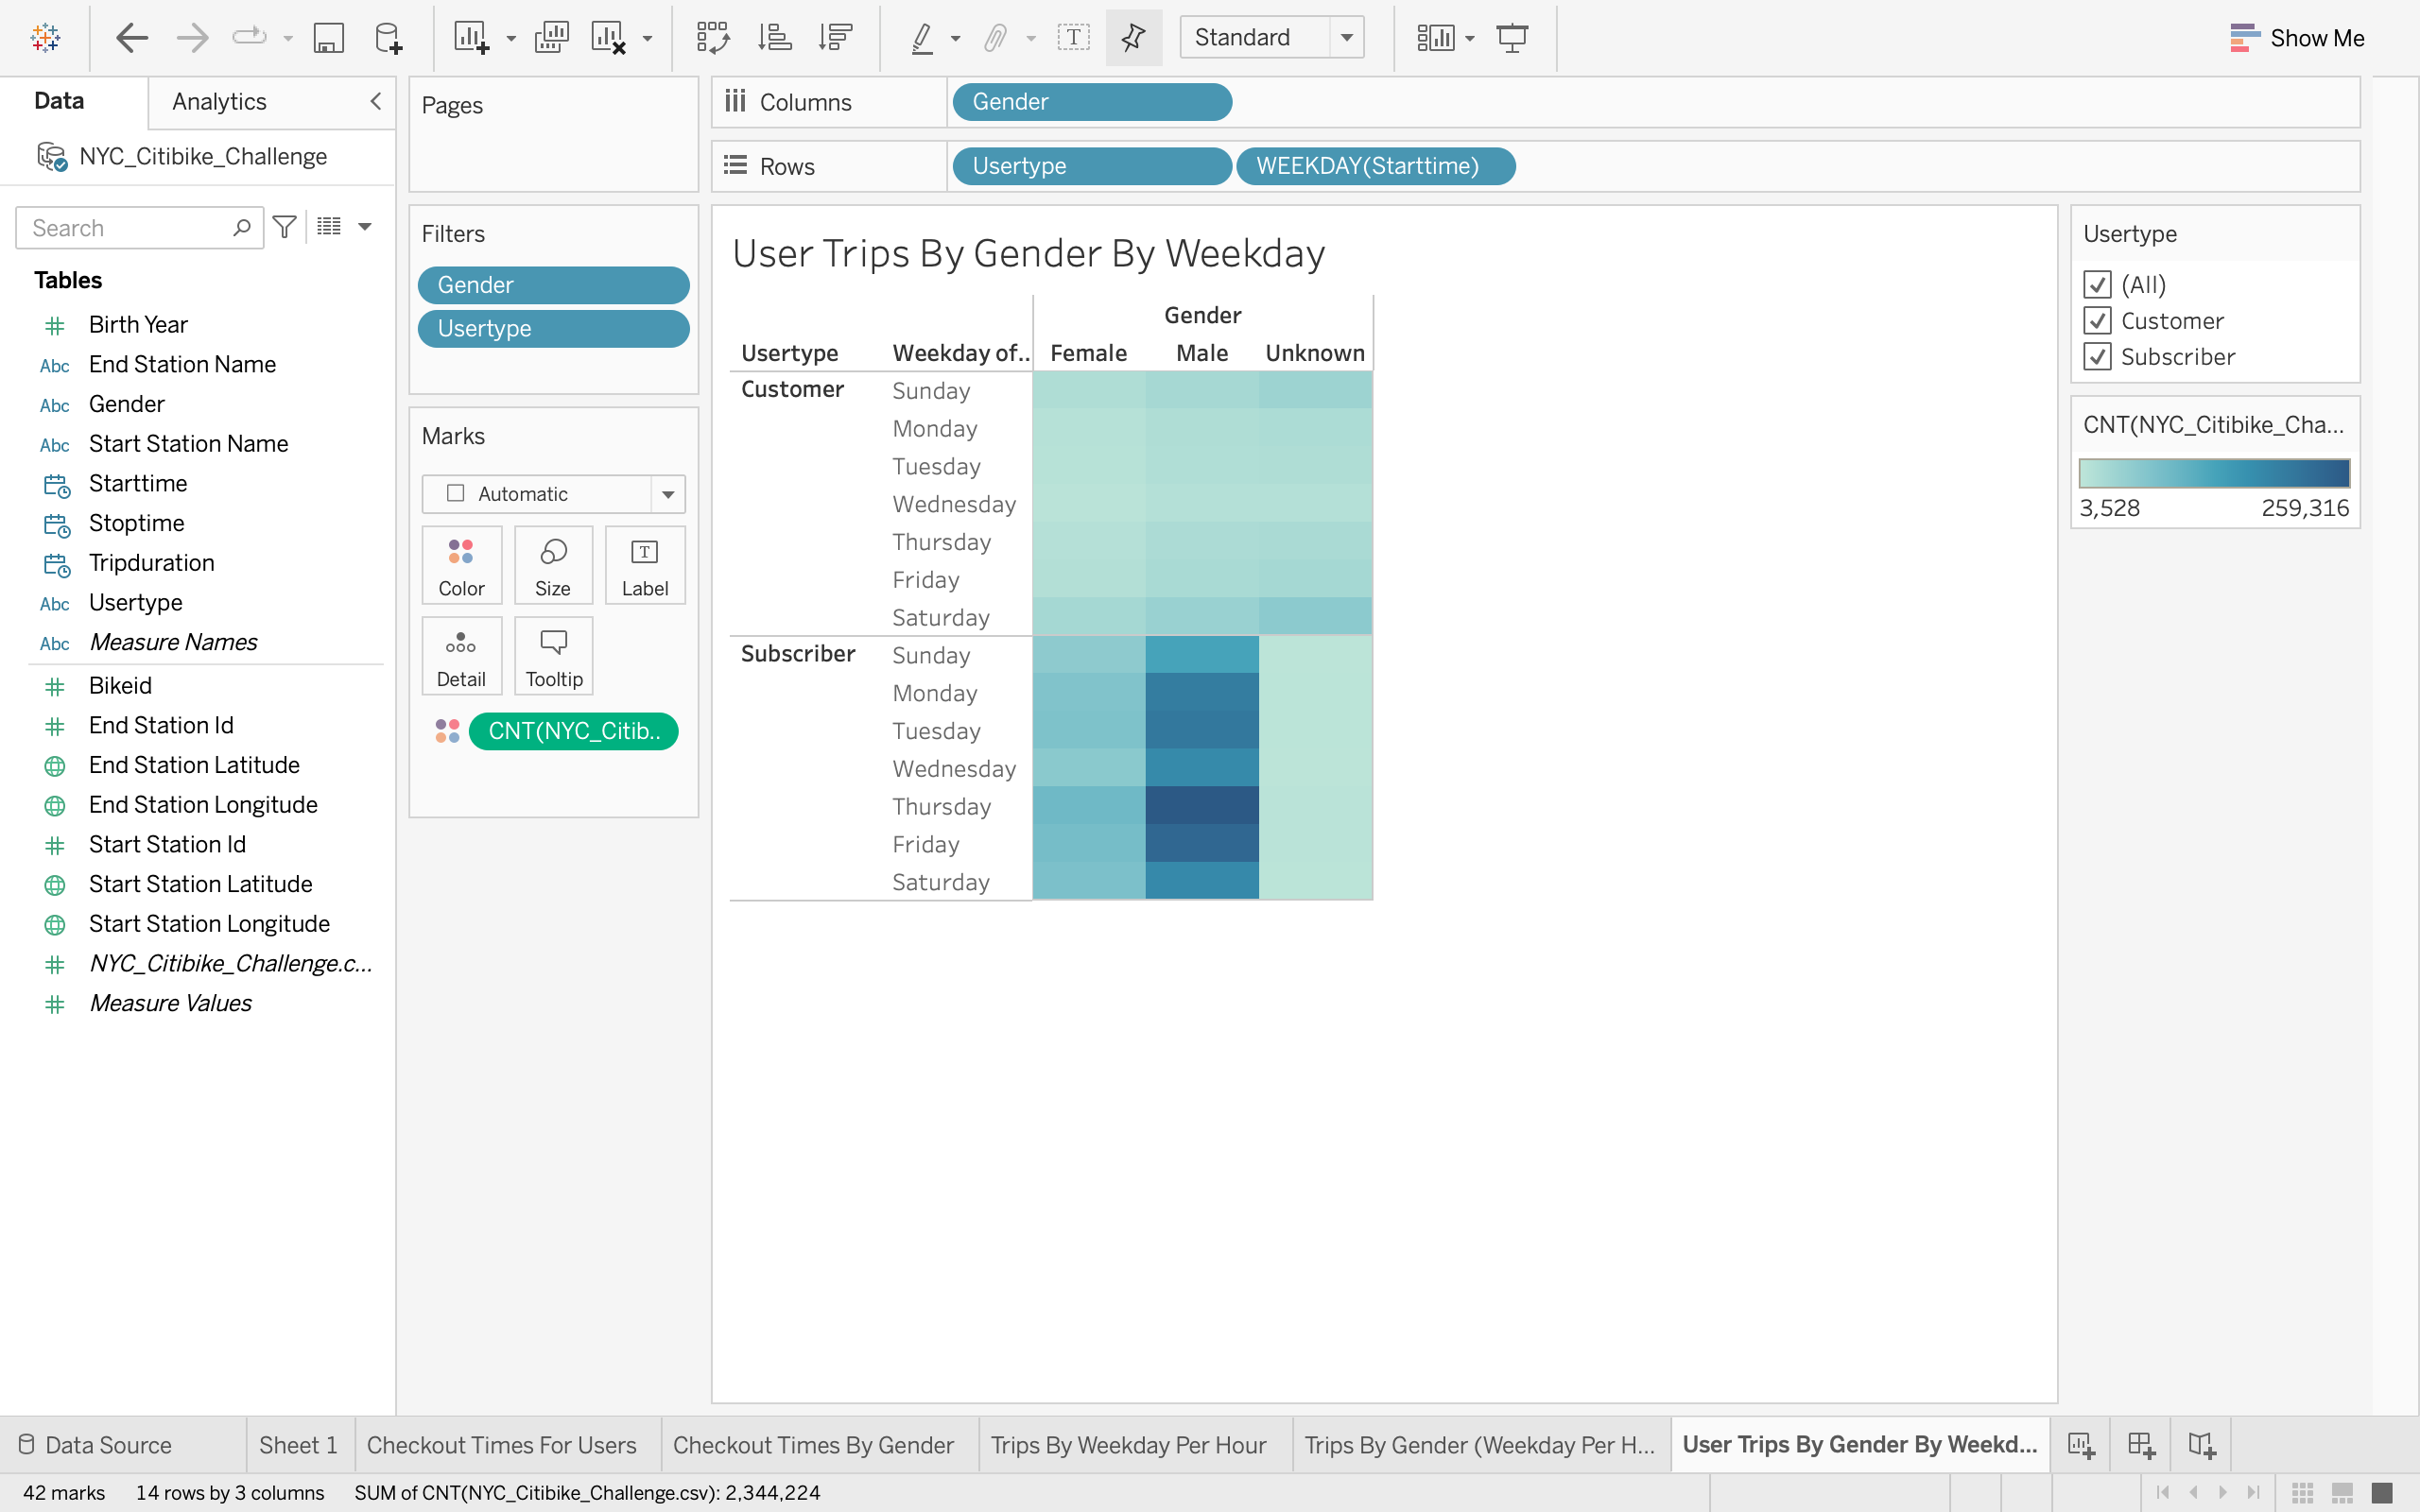 Standard
Show Me
Data
Analytics
NYC_Citibike_Challenge
Search
Tables
Birth Year
Abc End Station Name
Abc Gender
Abc Start Station Name
Starttime
Stoptime
Tripduration
Abc Usertype
Abc Measure Names
Bikeid
End Station Id
End Station Latitude
End Station Longitude
Start Station Id
Start Station Latitude
Start Station Longitude
NYC_Citibike_Challenge.c...
Measure Values
Pages
Filters
Gender
Usertype
Marks
Automatic
Color
Size
Label
Detail
Tooltip
CNT(NYC_Citib..
Columns
Gender
Rows
Usertype
WEEKDAY(Starttime)
User Trips By Gender By Weekday
Gender
Usertype
Weekday of..
Female
Male
Unknown
Customer
Sunday
Monday
Tuesday
Wednesday
Thursday
Friday
Saturday
Subscriber
Sunday
Monday
Tuesday
Wednesday
Thursday
Friday
Saturday
Usertype
(All)
Customer
Subscriber
CNT(NYC_Citibike_Cha...
3,528
259,316
Data Source
Sheet 1
Checkout Times For Users
Checkout Times By Gender
Trips By Weekday Per Hour
Trips By Gender (Weekday Per H...
User Trips By Gender By Weekd...
42 marks
14 rows by 3 columns
SUM of CNT(NYC_Citibike_Challenge.csv): 2,344,224